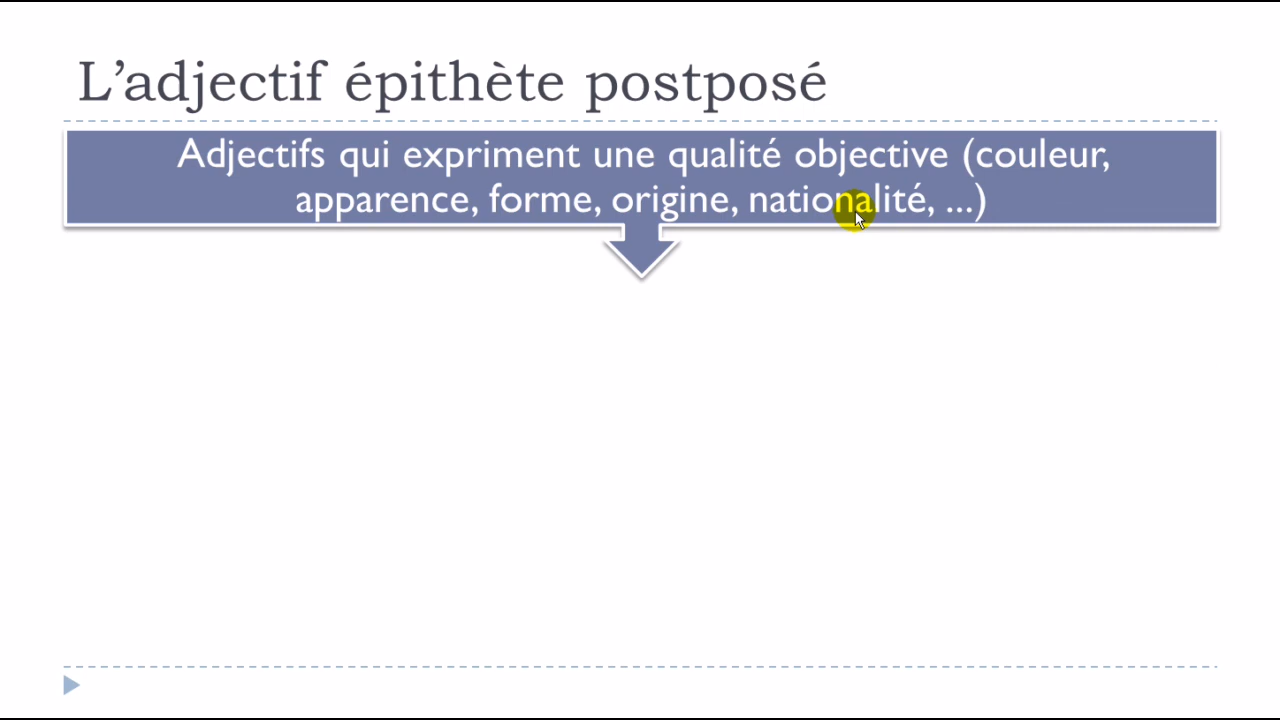 L’adjectif épithète postposé
Adjectifs qui expriment une qualité objective (couleur,
apparence, forme, origine, nationalité, ...)